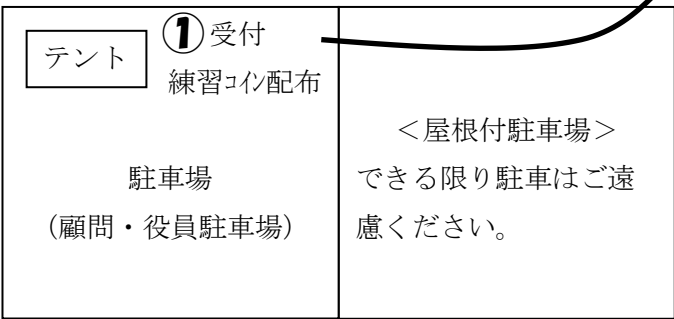 テント
①受付
練習ｺｲﾝ配布
駐車場
（顧問・役員駐車場）
＜屋根付駐車場＞
できる限り駐車はご遠
慮ください。